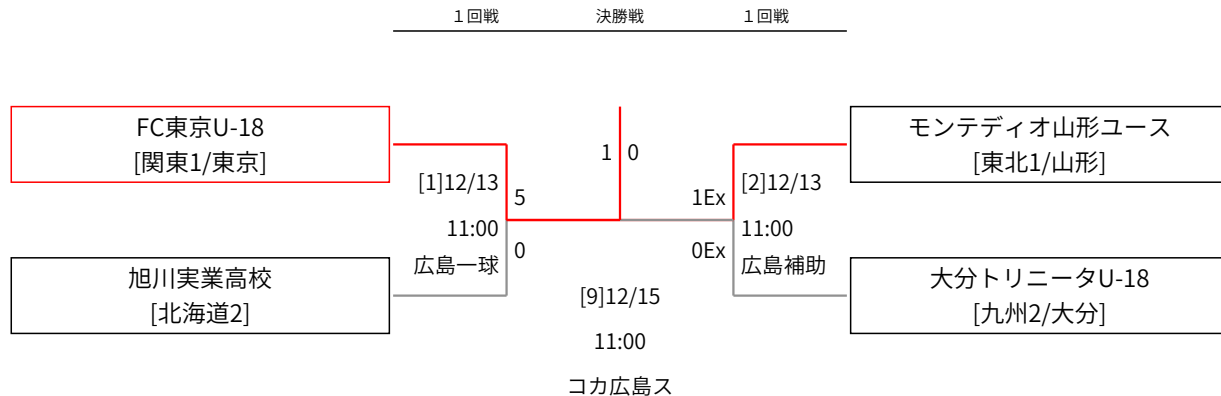 １回戦
決勝戦
１回戦
FC東京U-18
[関東1/東京]
モンテディオ山形ユース
[東北1/山形]
1
0
[1]12/13
5
1Ex
[2]12/13
11:00
0
0Ex
11:00
広島一球
広島補助
旭川実業高校
[北海道2]
大分トリニータU-18
[九州2/大分]
[9]12/15
11:00
コカ広島ス